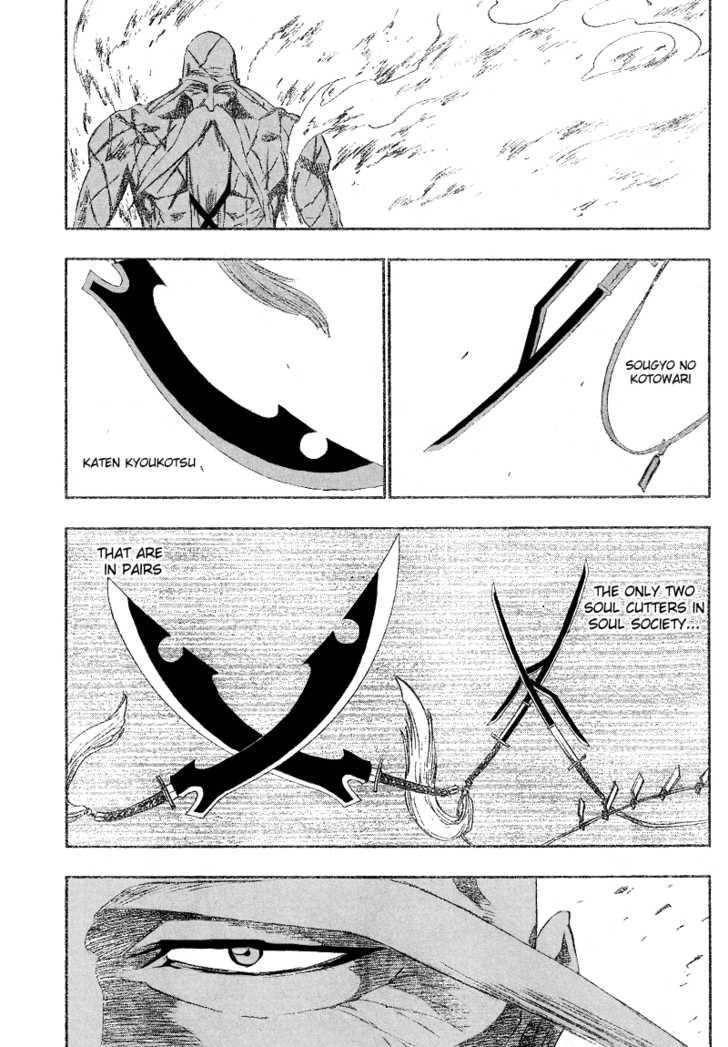 SOUGYO NO
KOTOWARI
KATEN KYOUKOTSU
THE ONLY TWO
SOUL CUTTERS IN
SOUL SOCIETY...
THAT ARE
IN PAIRS